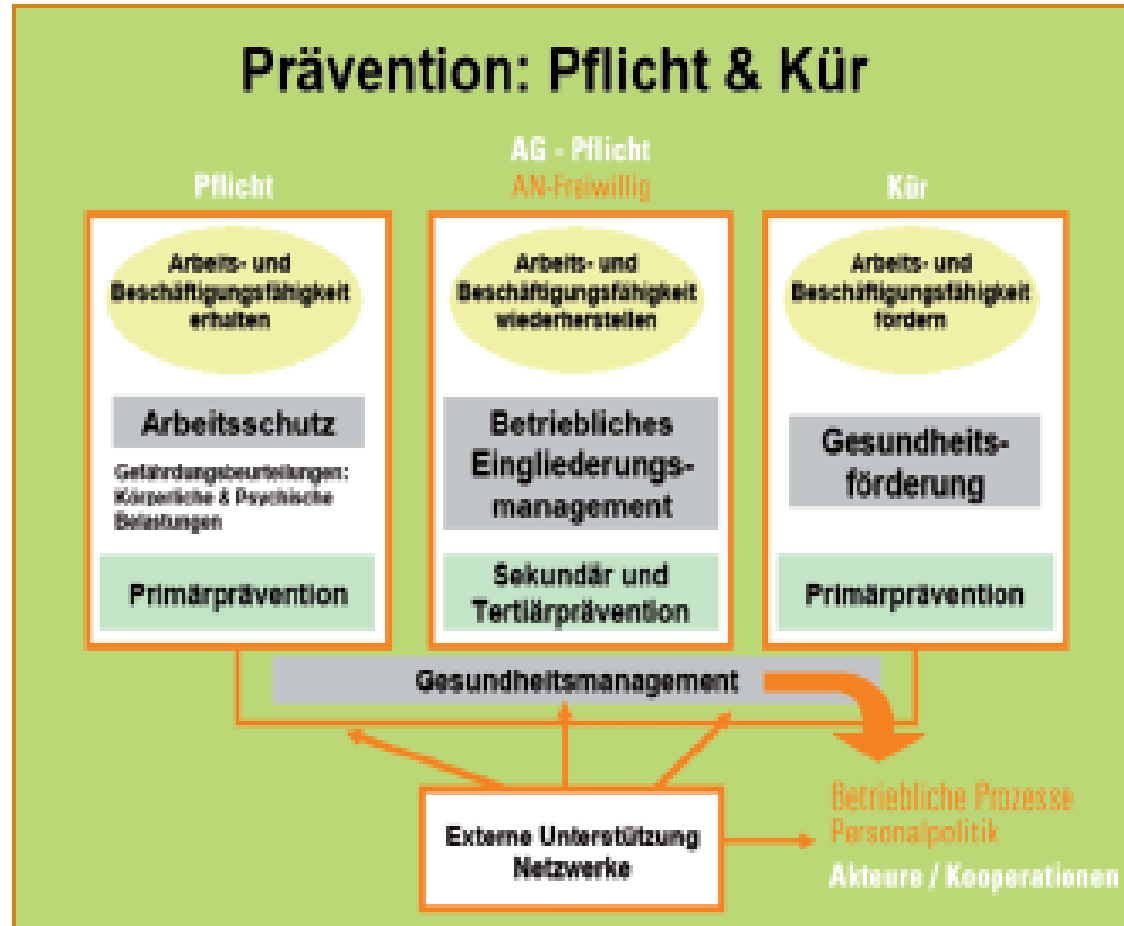 Prävention: Pflicht & Kür
Pflicht
AG - Pflicht
AN-Freiwillig
Kür
Arbeits- und
Beschäftigungsfähigkeit
erhalten
Arbeitsschutz
Gefährdungsbeurteilungen:
Körperliche & Psychische
Belastungen
Primärprävention
Arbeits- und
Beschäftigungsfähigkeit
wiederherstellen
Betriebliches
Eingliederungs-
management
Sekundär und
Tertiärprävention
Arbeits- und
Beschäftigungsfähigkeit
fördern
Gesundheits-
förderung
Primärprävention
Gesundheitsmanagement
Externe Unterstützung
Netzwerke
Betriebliche Prozesse
Personalpolitik
Akteure / Kooperationen